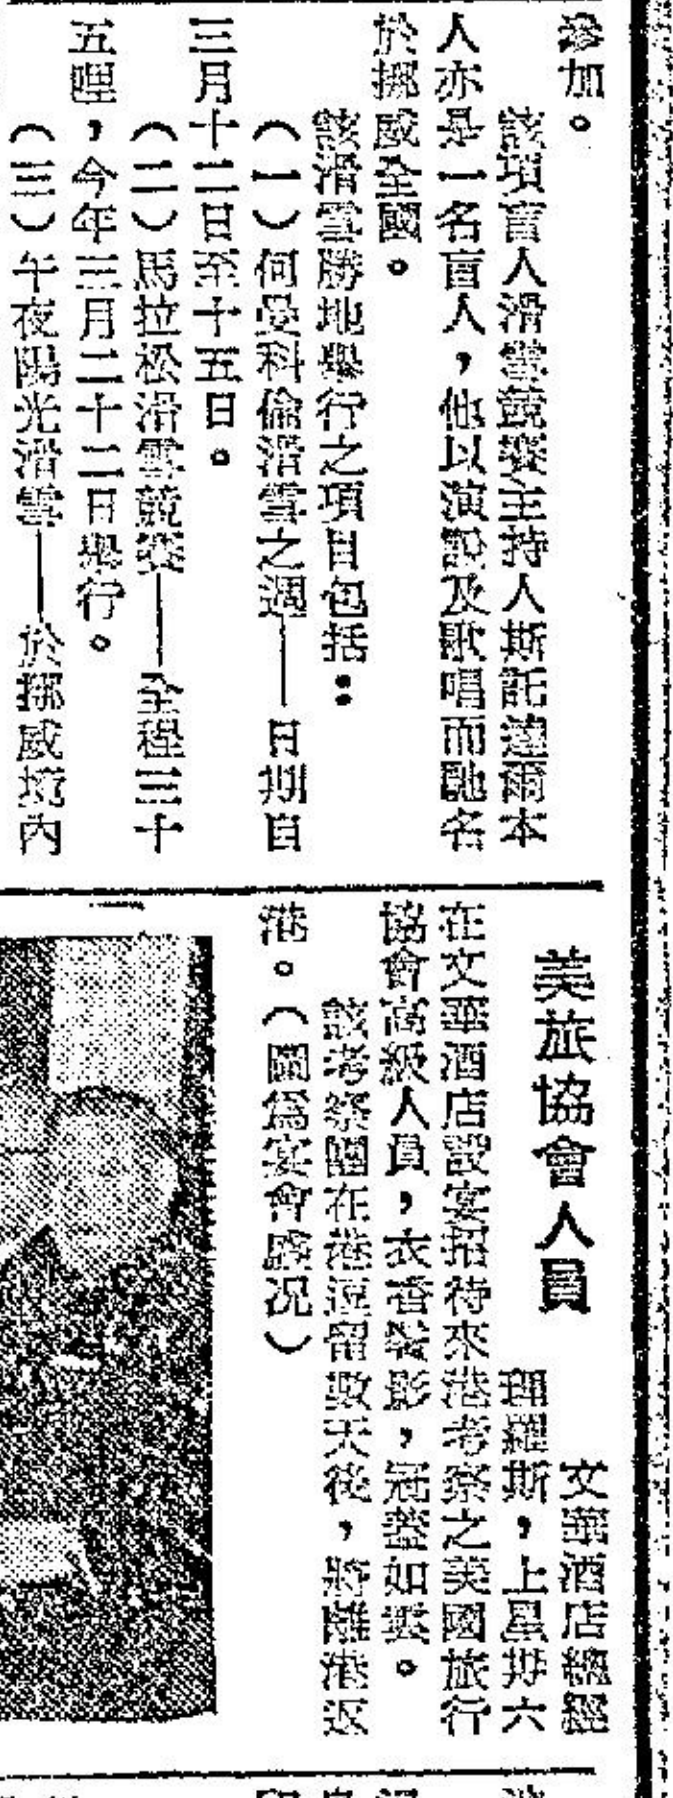 參加。
該項盲人滑雪競賽主持人斯託達爾本
人亦是一名盲人，他以演說及歌唱而馳名
於挪威全國。
該滑雪勝地舉行之項目包括：
（一）何曼科倫滑雪之週——日期自
三月十二日至十五日。
（二）馬拉松滑雪競賽——全程三十
五哩，今年三月二十二日舉行。
（三）午夜陽光滑雪——於挪威境內
美旅協會人員
文華酒店總經
理羅斯，上星期六
在文華酒店設宴招待來港考察之美國旅行
協會高級人員，衣香鬢影，冠蓋如雲。
該考察團在港逗留數天後，將離港返
港。（圖為宴會盛況）